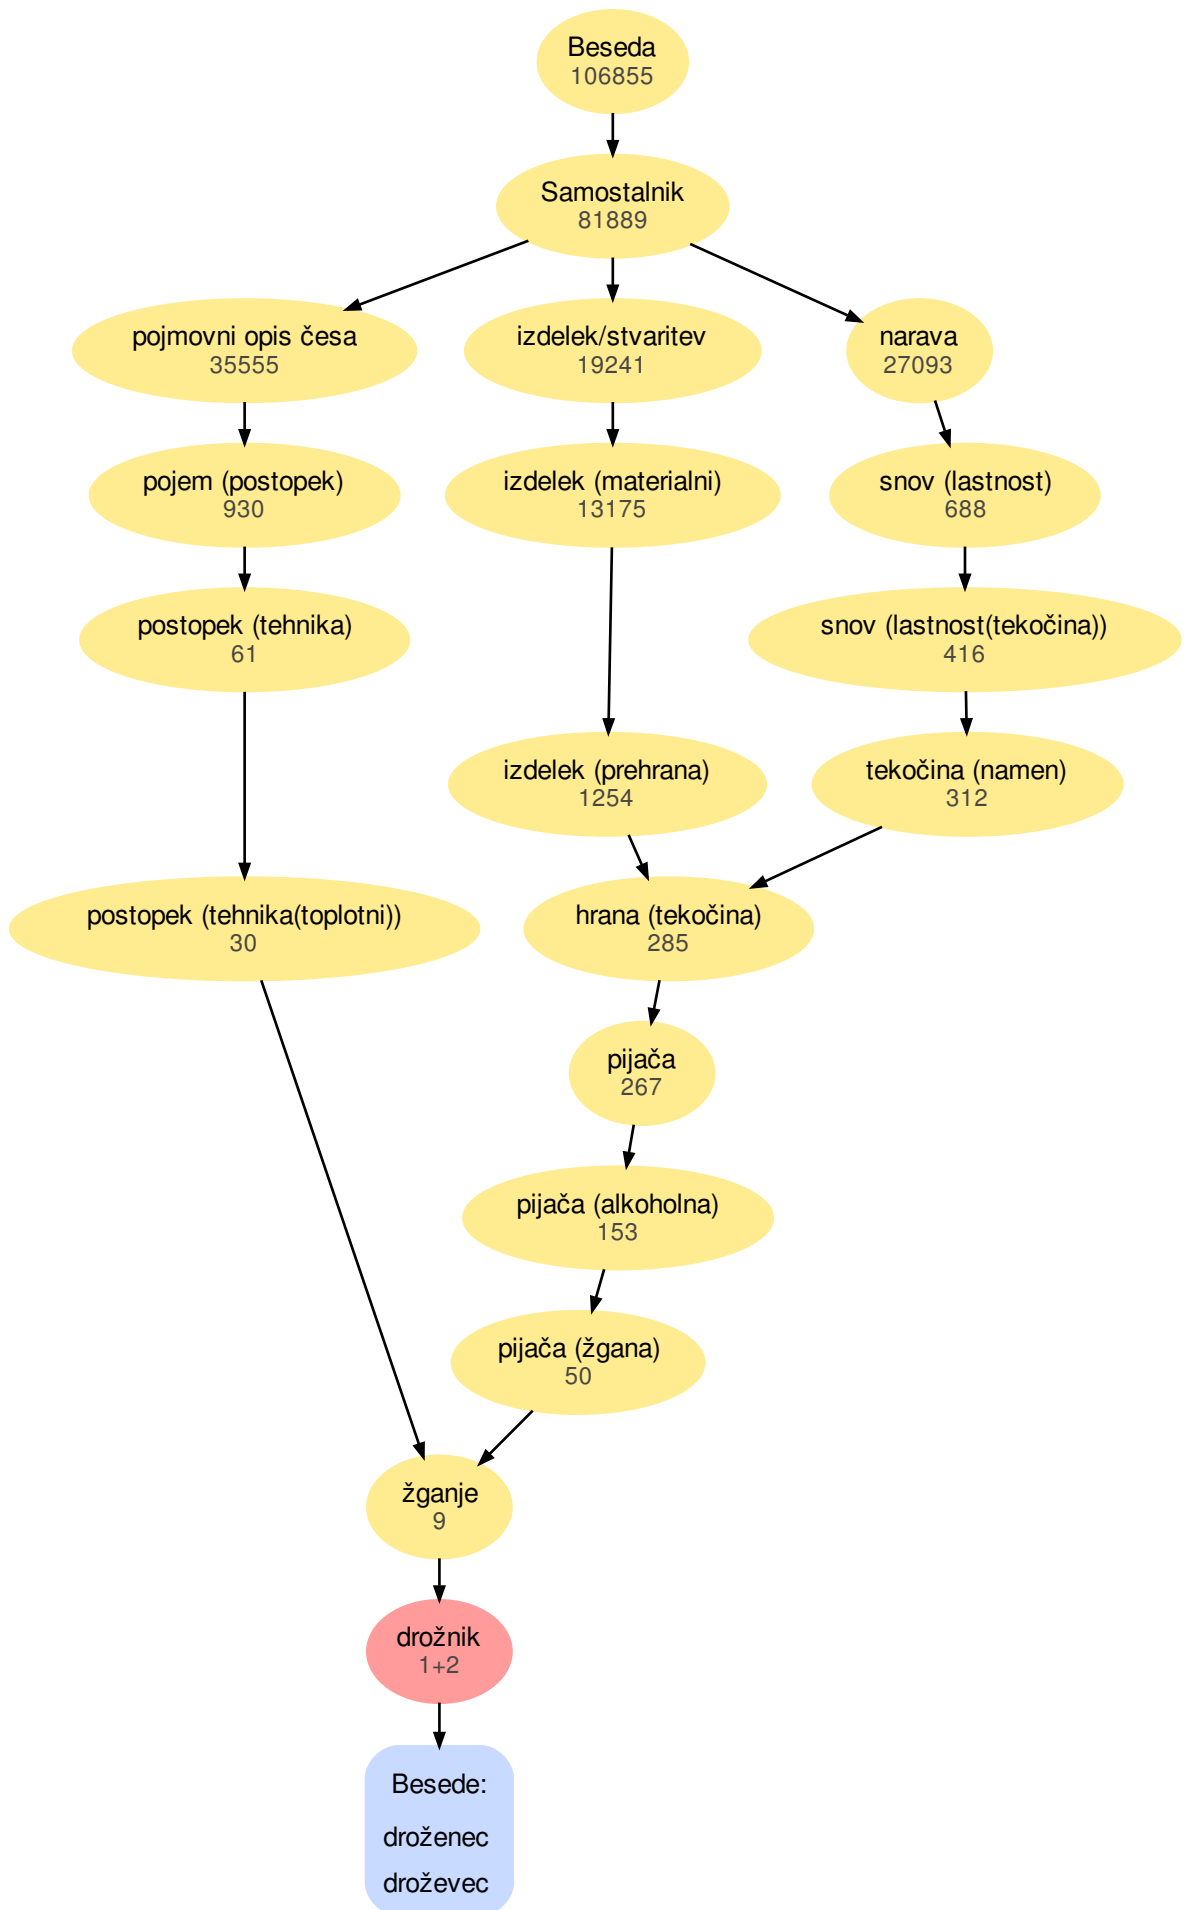 Beseda
106855
Samostalnik
81889
pojmovni opis česa
35555
izdelek/stvaritev
19241
narava
27093
pojem (postopek)
930
izdelek (materialni)
13175
snov (lastnost)
688
postopek (tehnika)
61
snov (lastnost(tekočina))
416
izdelek (prehrana)
1254
tekočina (namen)
312
postopek (tehnika(toplotni))
30
hrana (tekočina)
285
pijača
267
pijača (alkoholna)
153
pijača (žgana)
50
žganje
9
drožnik
1+2
Besede:
droženec
droževec